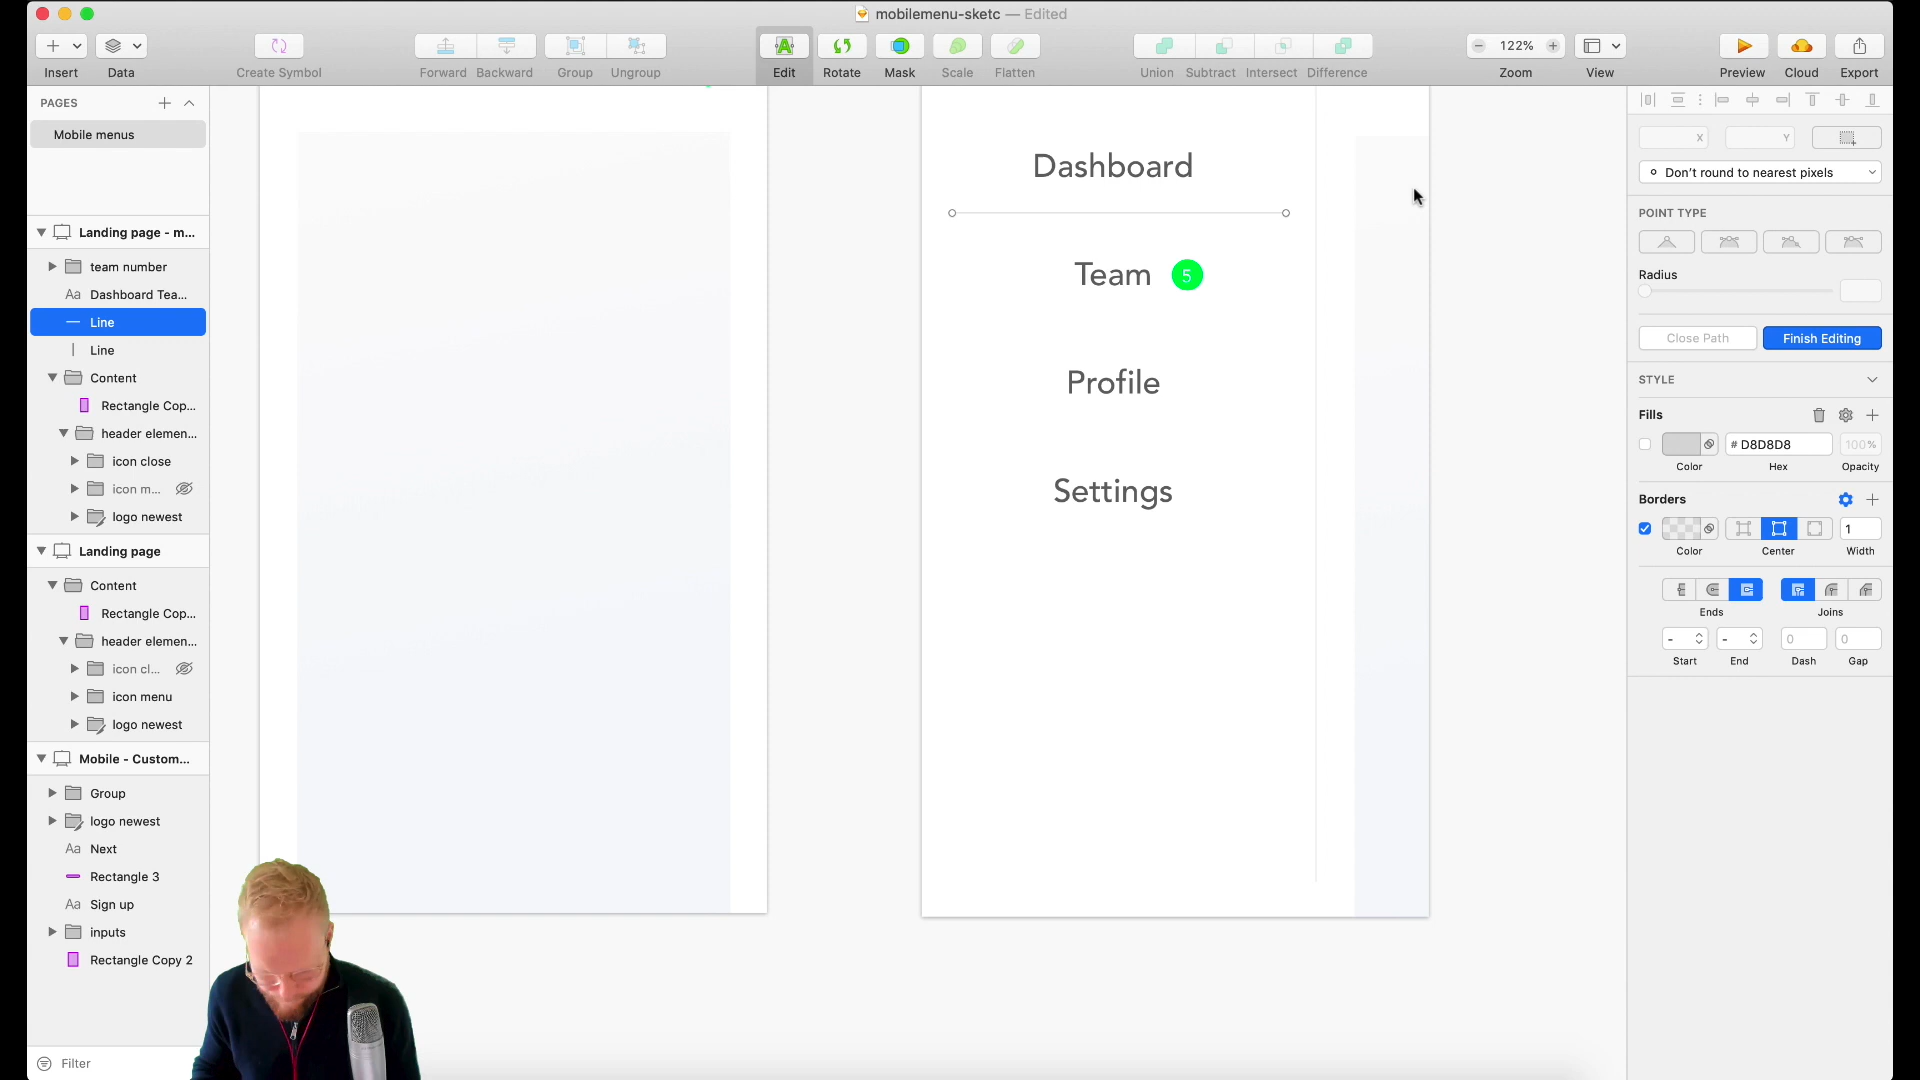 mobilemenu-sketc — Edited
Insert
Data
Create Symbol
Forward
Backward
Group
Ungroup
Edit
Rotate
Mask
Scale
Flatten
Union
Subtract
Intersect
Difference
122%
Zoom
View
Preview
Cloud
Export
PAGES
Mobile menus
Landing page - m...
team number
Aa Dashboard Tea...
Line
Line
Content
Rectangle Cop...
header elemen...
icon close
icon m...
logo newest
Landing page
Content
Rectangle Cop...
header elemen...
icon cl...
icon menu
logo newest
Mobile - Custom...
Group
logo newest
Aa Next
Rectangle 3
Aa Sign up
inputs
Rectangle Copy 2
Filter
Dashboard
Team 5
Profile
Settings
X
Y
Don't round to nearest pixels
POINT TYPE
Radius
Close Path
Finish Editing
STYLE
Fills
# D8D8D8
100%
Color
Hex
Opacity
Borders
1
Color
Center
Width
Ends
Joins
-
-
0
0
Start
End
Dash
Gap